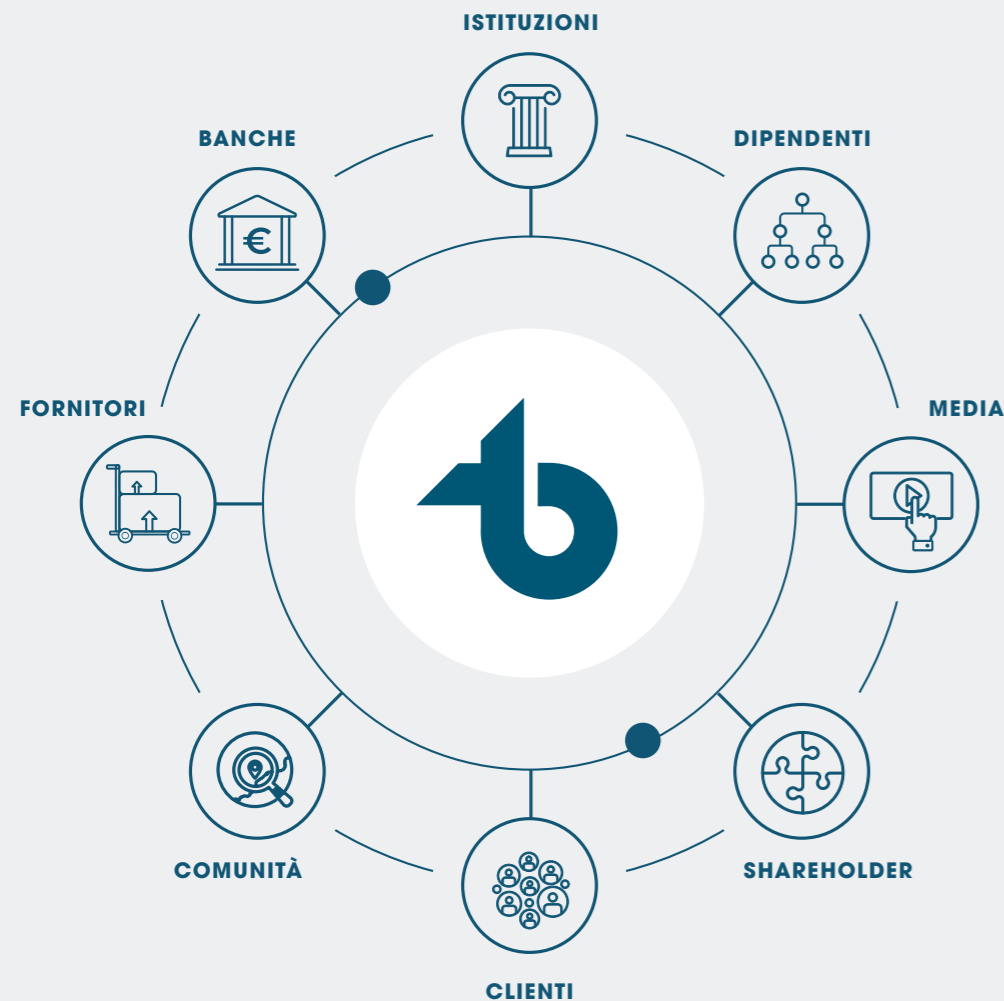 ISTITUZIONI
BANCHE
DIPENDENTI
FORNITORI
MEDIA
€
COMUNITÀ
SHAREHOLDER
CLIENTI